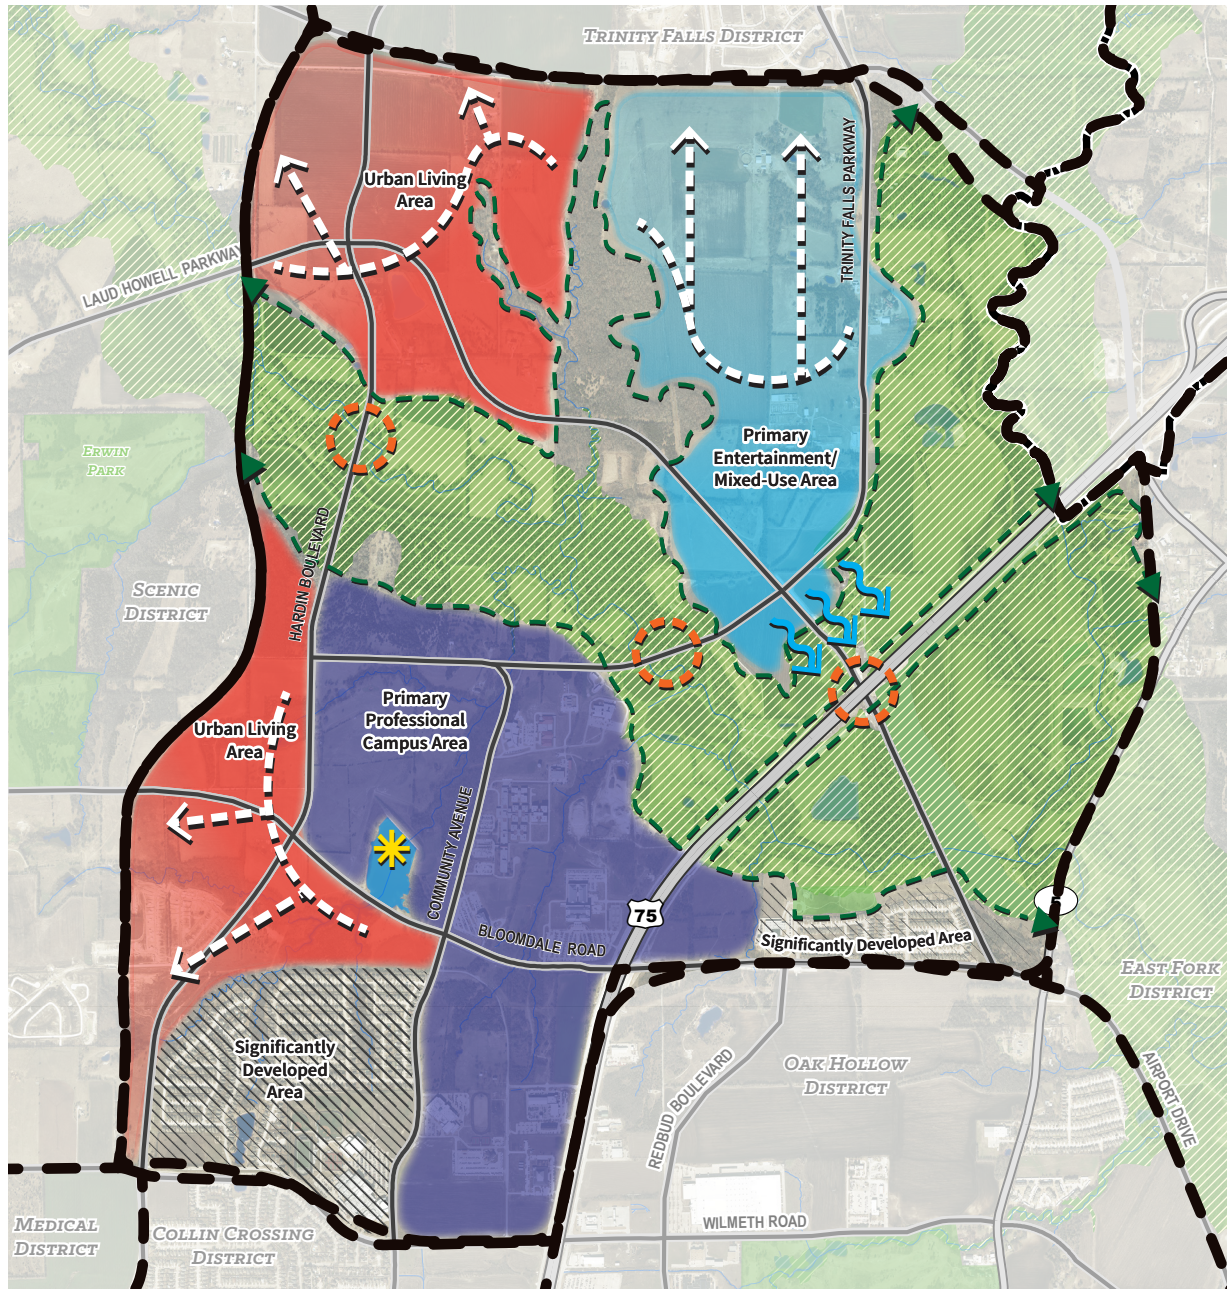 TRINITY FALLS DISTRICT
TRINITY FALLS PARKWAY
Urban Living
Area
LAUD HOWELL PARKWAY
Primary
Entertainment/
Mixed-Use Area
ERWIN
PARK
HARDIN BOULEVARD
SCENIC
DISTRICT
Primary
Professional
Campus Area
Urban Living
Area
COMMUNITY AVENUE
75
BLOOMDALE ROAD
Significantly Developed Area
EAST FORK
DISTRICT
Significantly
Developed
Area
OAK HOLLOW
DISTRICT
REDBUD BOULEVARD
AIRPORT DRIVE
WILMETH ROAD
MEDICAL
DISTRICT
COLLIN CROSSING
DISTRICT